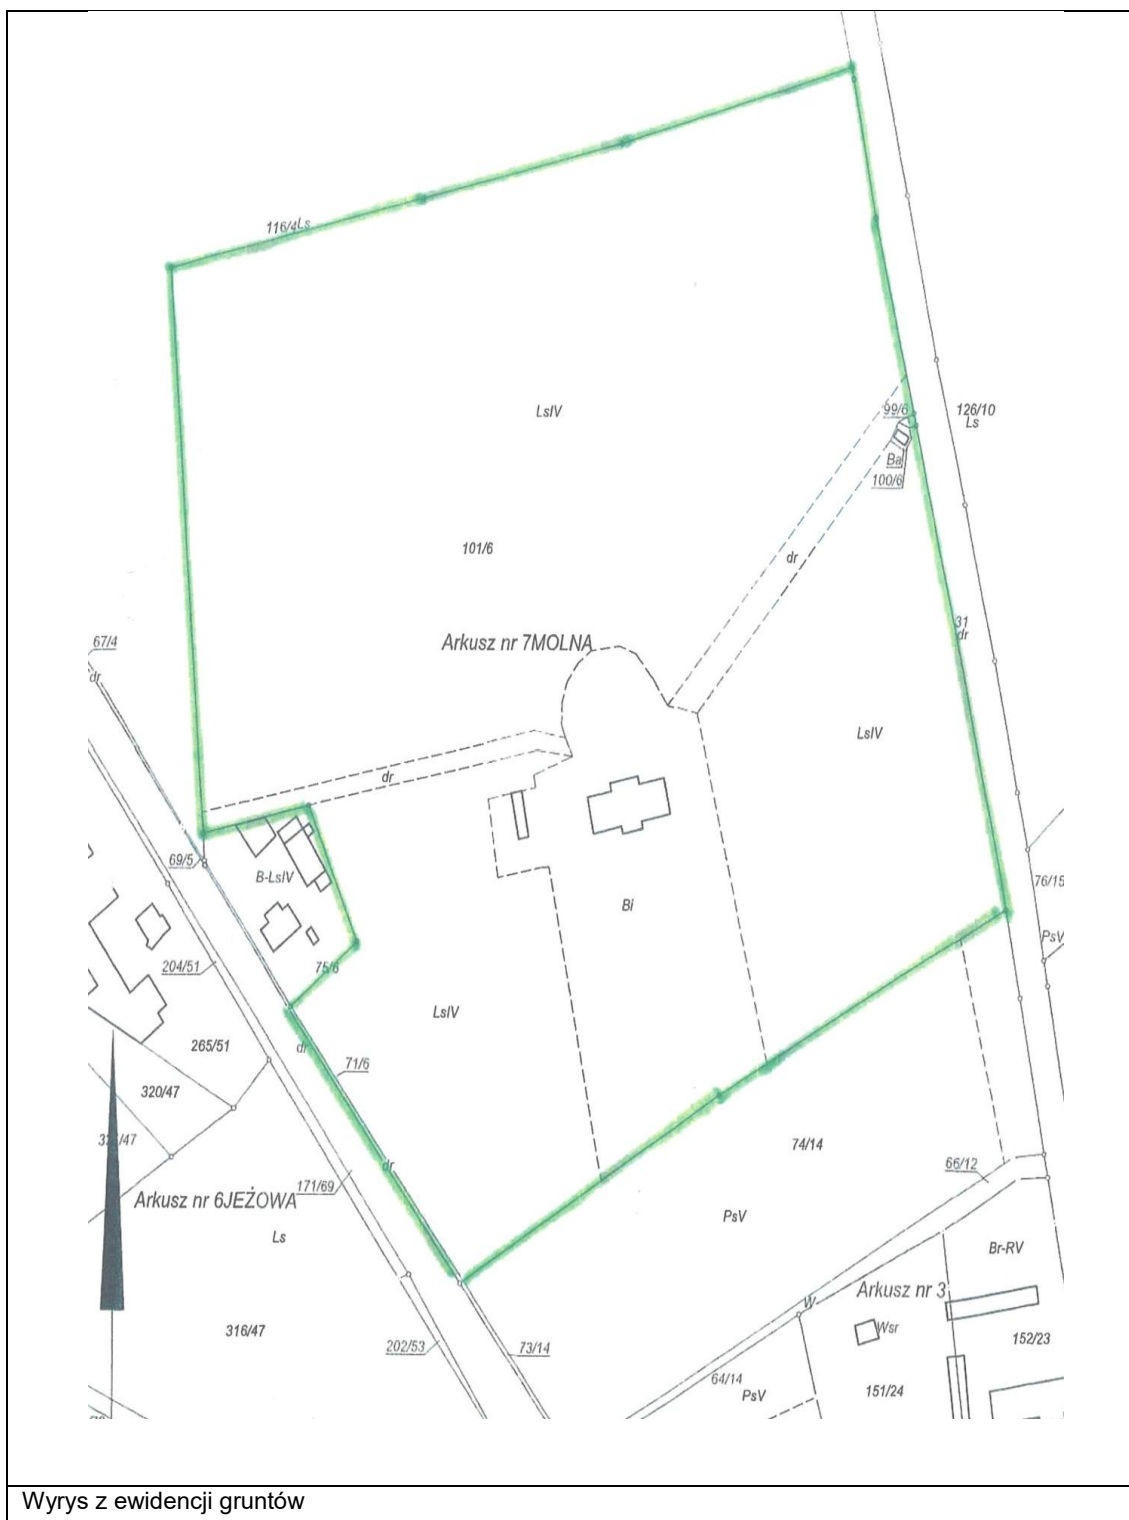 116/4Ls
LsIV
99/6
126/10
Ls
Ba
100/6
101/6
dr
31
dr
67/4
Arkusz nr 7MOLNA
dr
LsIV
dr
69/5
B-LsIV
76/15
Bi
PsV
204/51
75/6
LsIV
265/51
dr
71/6
320/47
/47
74/14
dr
66/12
171/69
Arkusz nr 6JEŻOWA
PsV
Ls
Br-RV
Arkusz nr 3
W
Wsr
316/47
202/53
73/14
152/23
64/14
PsV
151/24
Wyrys z ewidencji gruntów